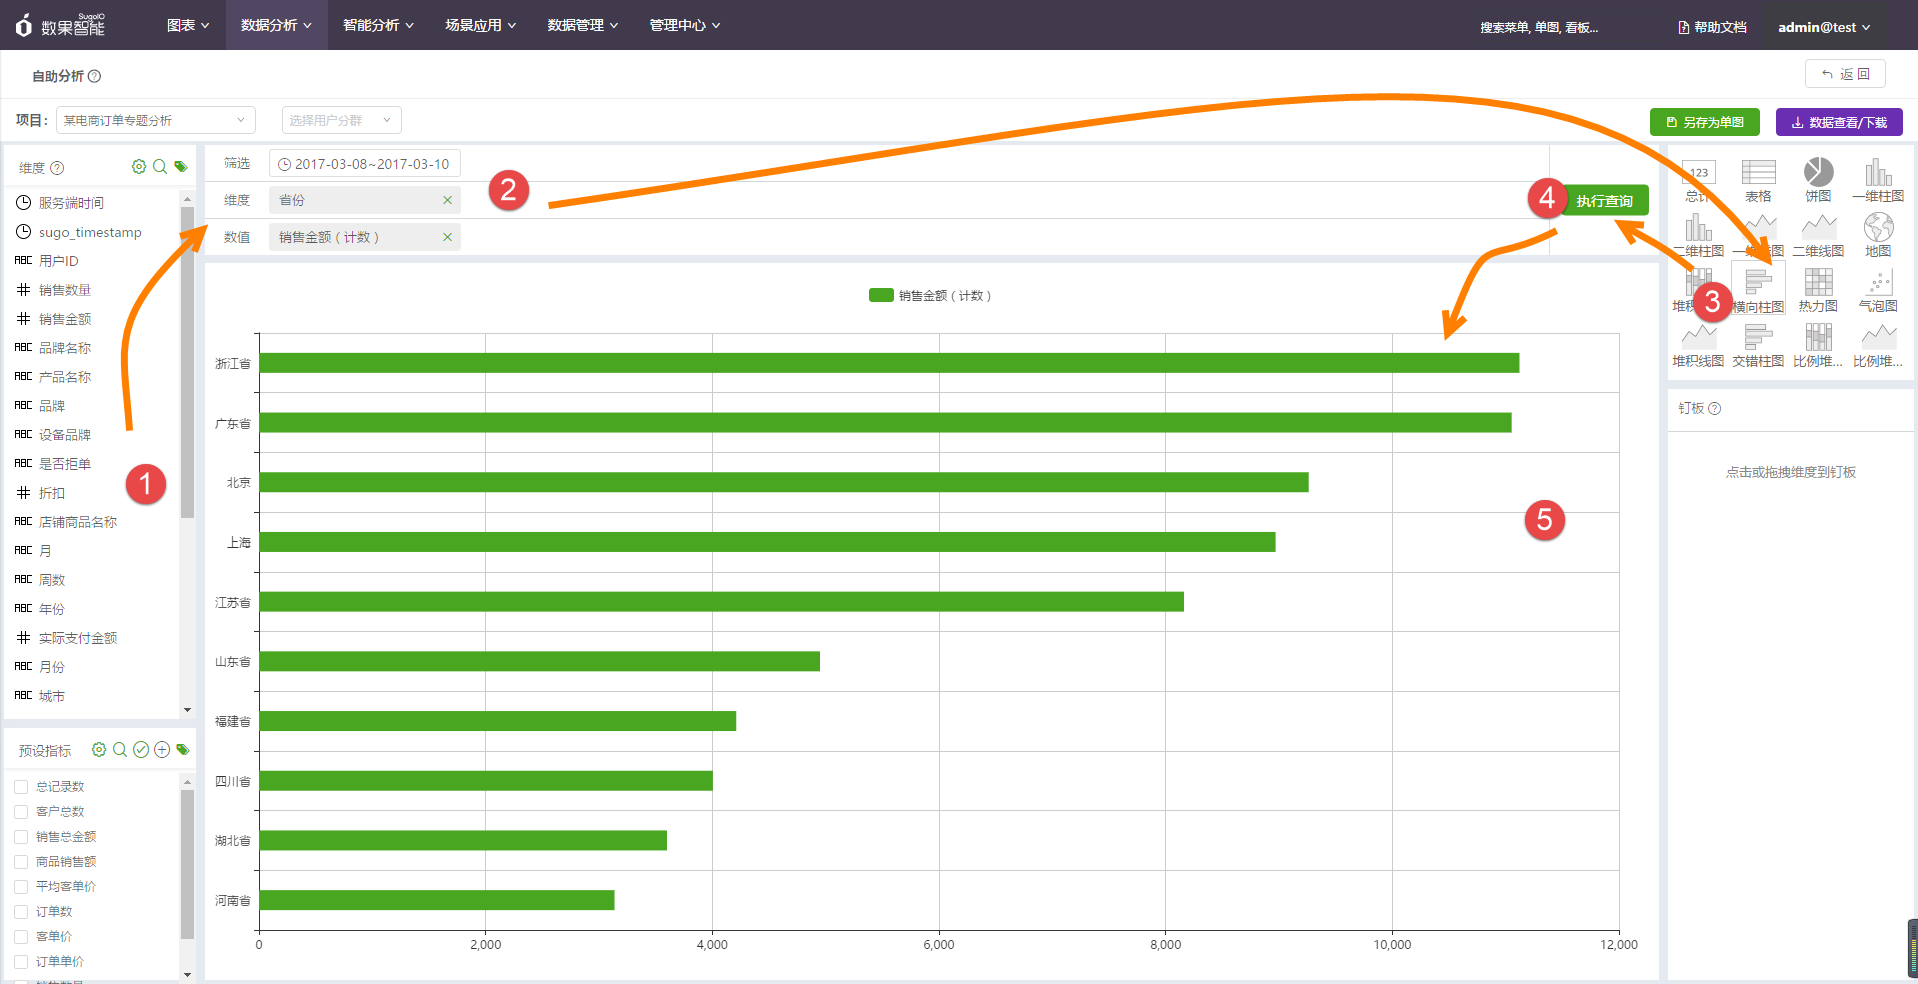 SugoIO
数果智能
图表
数据分析
智能分析
场景应用
数据管理
管理中心
搜索菜单, 单图, 看板...
帮助文档
admin@test
自助分析
返 回
项目:
某电商订单专题分析
选择用户分群
另存为单图
数据查看/下载
维度
服务端时间
sugo_timestamp
ABC 用户ID
# 销售数量
# 销售金额
ABC 品牌名称
ABC 产品名称
ABC 品牌
ABC 设备品牌
ABC 是否拒单
# 折扣
ABC 店铺商品名称
ABC 月
ABC 周数
ABC 年份
# 实际支付金额
ABC 月份
ABC 城市
1
预设指标
总记录数
客户总数
销售总金额
商品销售额
平均客单价
订单数
客单价
订单单价
筛选
2017-03-08~2017-03-10
维度
省份
数值
销售金额 ( 计数 )
2
4
执行查询
销售金额 ( 计数 )
浙江省
广东省
北京
上海
江苏省
山东省
福建省
四川省
湖北省
河南省
0
2,000
4,000
6,000
8,000
10,000
12,000
5
123
总计
表格
饼图
一维柱图
二维柱图
二维线图
地图
3
横向柱图
热力图
气泡图
堆积线图
交错柱图
比例堆...
比例堆...
钉板
点击或拖拽维度到钉板